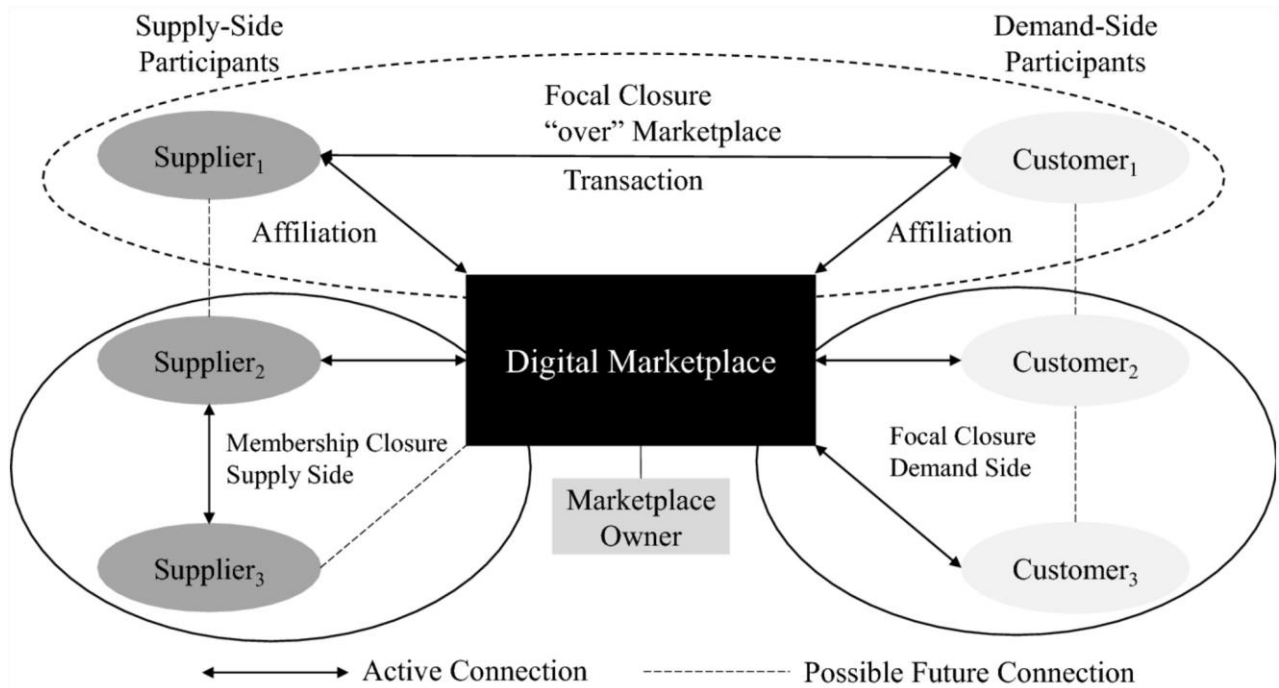 Supply-Side
Participants
Demand-Side
Participants
Focal Closure
“over” Marketplace
Supplier₁
Customer₁
Transaction
Affiliation
Affiliation
Supplier₂
Digital Marketplace
Customer₂
Membership Closure
Supply Side
Focal Closure
Demand Side
Marketplace
Owner
Supplier₃
Customer₃
Active Connection
Possible Future Connection